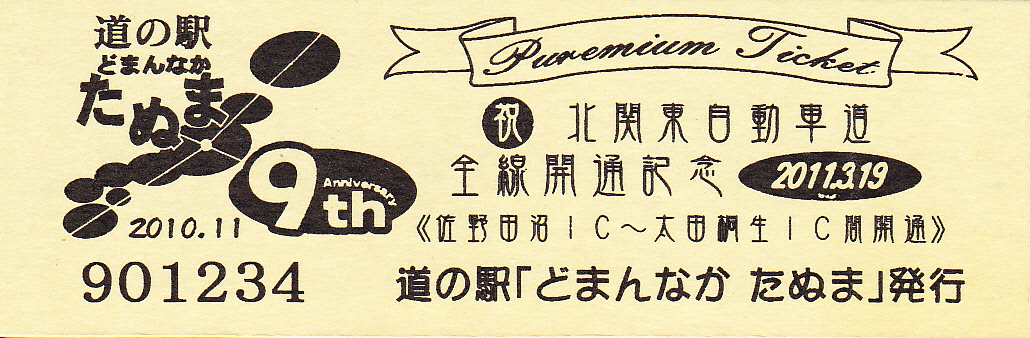 道の駅
どまんなか
たぬま
9th
Anniversary
2010.11
901234
Puremium Ticket
祝 北関東自動車道
全線開通記念 2011.3.19
《佐野田沼IC～太田桐生IC間開通》
道の駅「どまんなか たぬま」発行